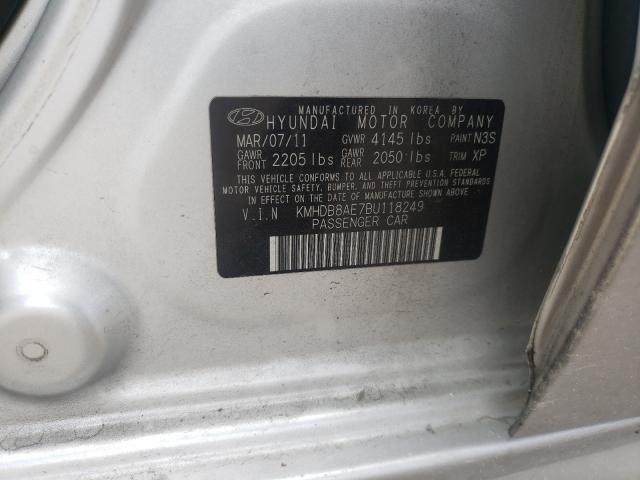 MANUFACTURED IN KOREA BY
HYUNDAI MOTOR COMPANY
MAR/07/11 GVWR 4145 lbs PAINT N3S
GAWR FRONT 2205 lbs GAWR REAR 2050 lbs TRIM XP
THIS VEHICLE CONFORMS TO ALL APPLICABLE U.S.A. FEDERAL
MOTOR VEHICLE SAFETY, BUMPER, AND THEFT PREVENTION STANDARDS
IN EFFECT ON THE DATE OF MANUFACTURE SHOWN ABOVE.
V.I.N KMHDB8AE7BU118249
PASSENGER CAR